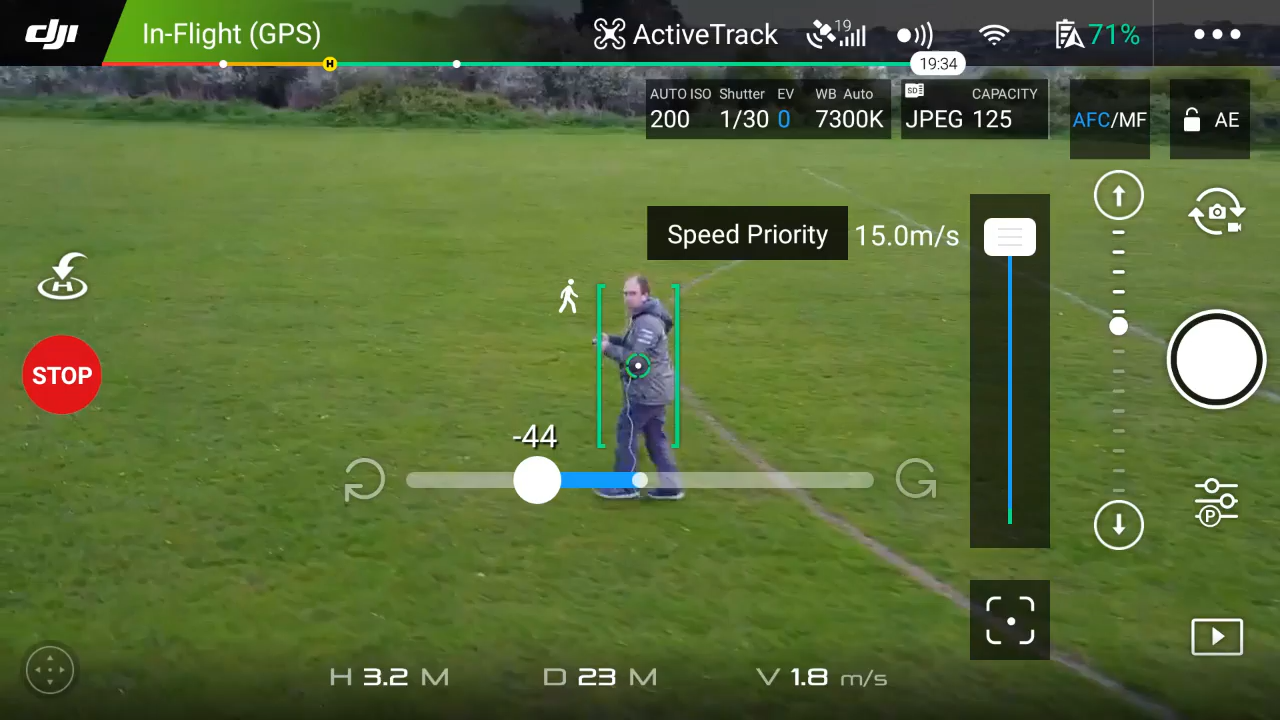 dji In-Flight (GPS) ActiveTrack 19 71%
H 19:34
AUTO ISO Shutter EV WB Auto SD CAPACITY
200 1/30 0 7300K JPEG 125 AFC/MF AE
Speed Priority 15.0m/s
STOP
-44
P
H 3.2 M D 23 M V 1.8 m/s